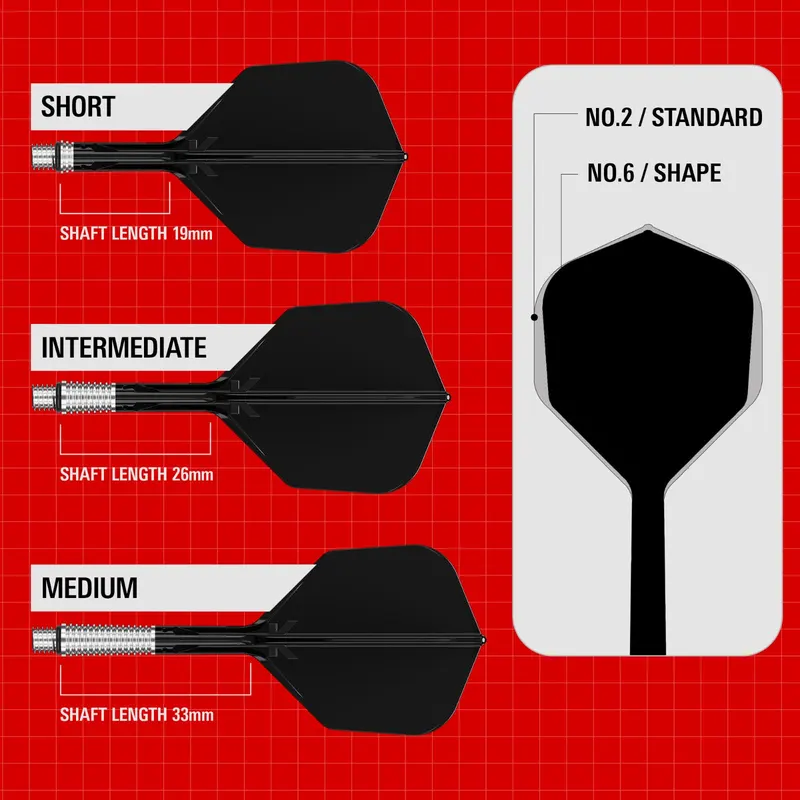 SHORT
SHAFT LENGTH 19mm
INTERMEDIATE
SHAFT LENGTH 26mm
MEDIUM
SHAFT LENGTH 33mm
NO.2 / STANDARD
NO.6 / SHAPE